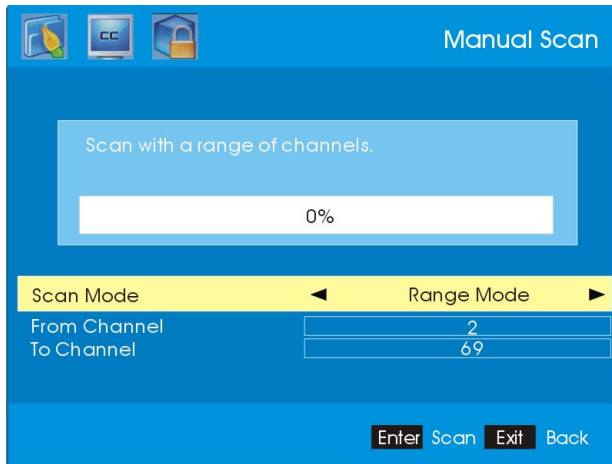 CC
Manual Scan
Scan with a range of channels.
0%
Scan Mode ◄ Range Mode ►
From Channel 2
To Channel 69
Enter Scan Exit Back